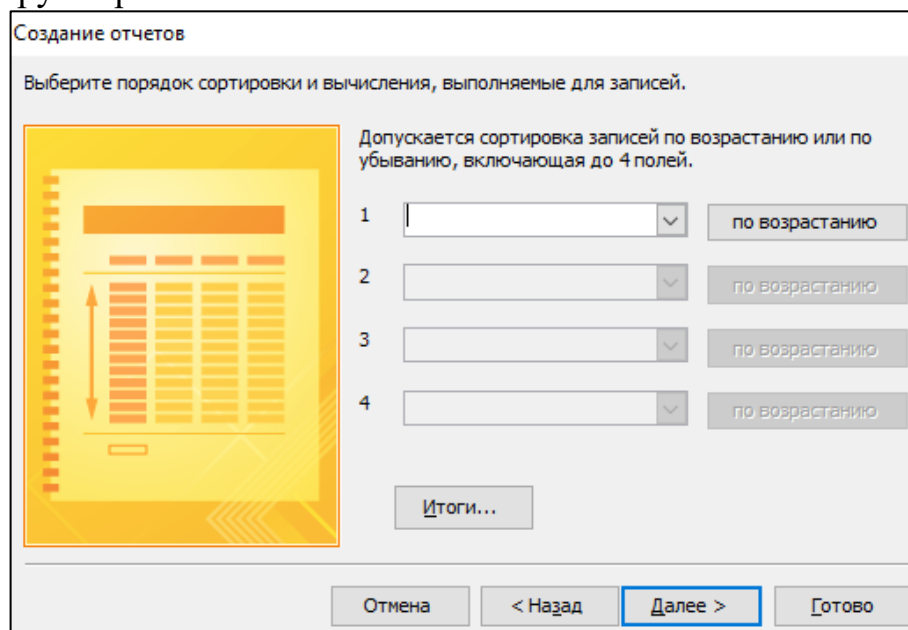 Создание отчетов
Выберите порядок сортировки и вычисления, выполняемые для записей.
Допускается сортировка записей по возрастанию или по
убыванию, включающая до 4 полей.
1 по возрастанию
2 по возрастанию
3 по возрастанию
4 по возрастанию
Итоги...
Отмена < Назад Далее > Готово